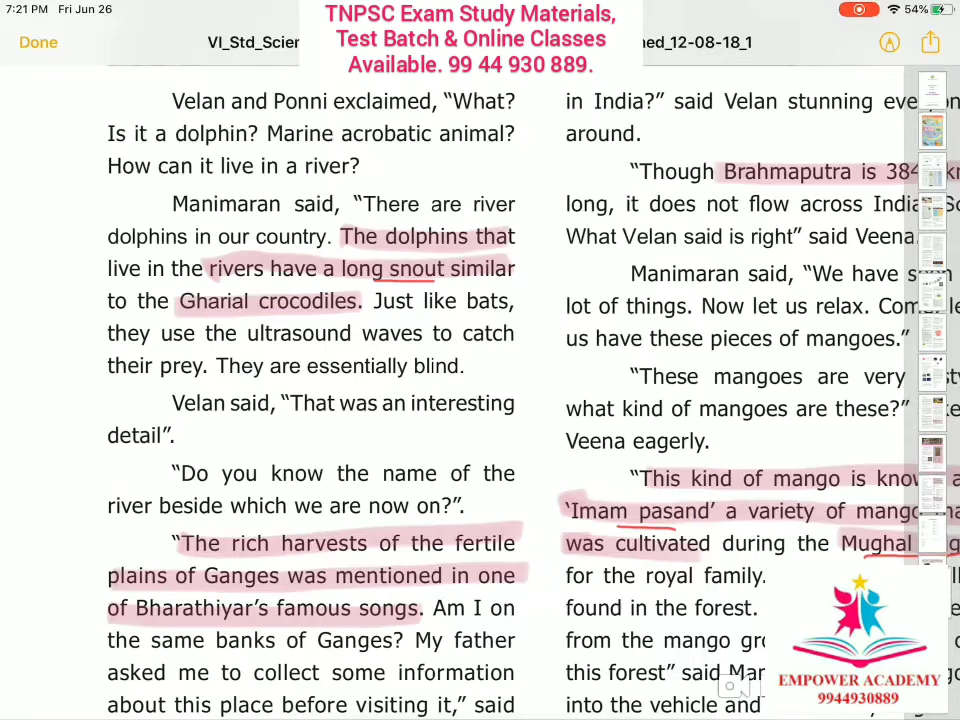 7:21 PM Fri Jun 26
54%
TNPSC Exam Study Materials,
Test Batch & Online Classes
Available. 99 44 930 889.
Done
VI_Std_Scien
ned_12-08-18_1
Velan and Ponni exclaimed, “What?
Is it a dolphin? Marine acrobatic animal?
How can it live in a river?
Manimaran said, “There are river
dolphins in our country. The dolphins that
live in the rivers have a long snout similar
to the Gharial crocodiles. Just like bats,
they use the ultrasound waves to catch
their prey. They are essentially blind.
Velan said, “That was an interesting
detail”.
“Do you know the name of the
river beside which we are now on?”.
“The rich harvests of the fertile
plains of Ganges was mentioned in one
of Bharathiyar’s famous songs. Am I on
the same banks of Ganges? My father
asked me to collect some information
about this place before visiting it,” said
in India?” said Velan stunning
around.
“Though Brahmaputra is 384
long, it does not flow across India
What Velan said is right” said Veena.
Manimaran said, “We have
lot of things. Now let us relax.
us have these pieces of mangoes.”
“These mangoes are very
what kind of mangoes are these?”
Veena eagerly.
“This kind of mango is
‘Imam pasand’ a variety of mango
was cultivated during the Mughal
for the royal family.
found in the forest.
from the mango
this forest” said
into the vehicle and
EMPOWER ACADEMY
9944930889